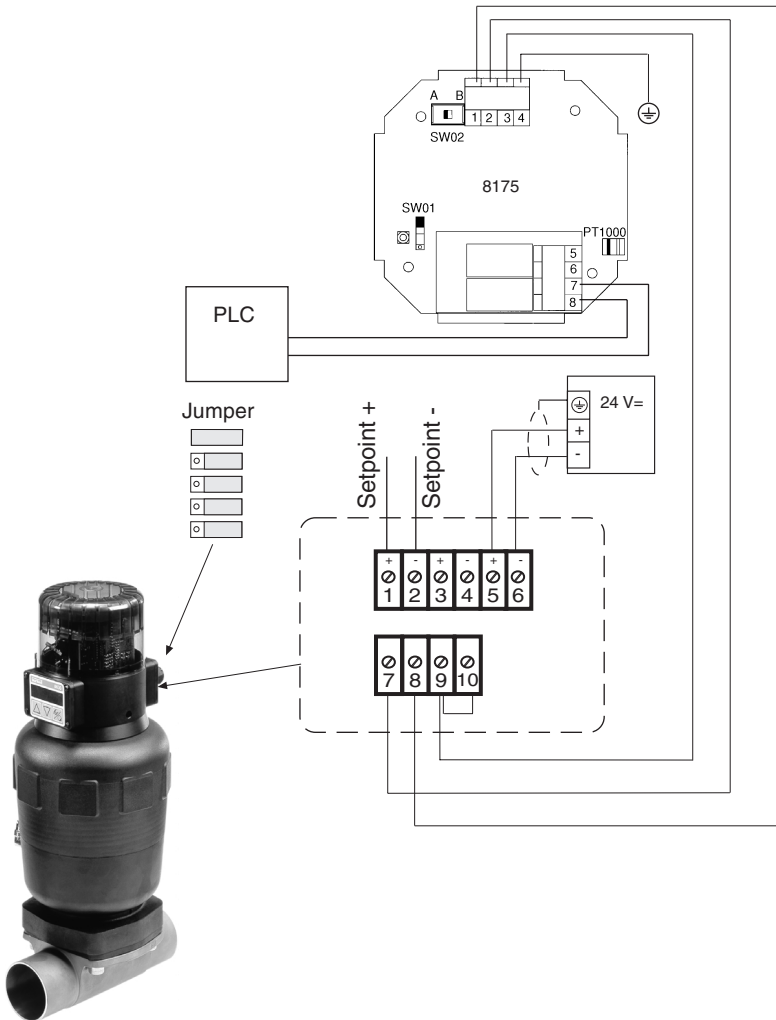 A B
1 2 3 4
SW02
8175
SW01
PT1000
5
6
7
8
PLC
24 V=
+
-
Jumper
Setpoint +
Setpoint -
+ - + - + -
1 2 3 4 5 6
7 8 9 10